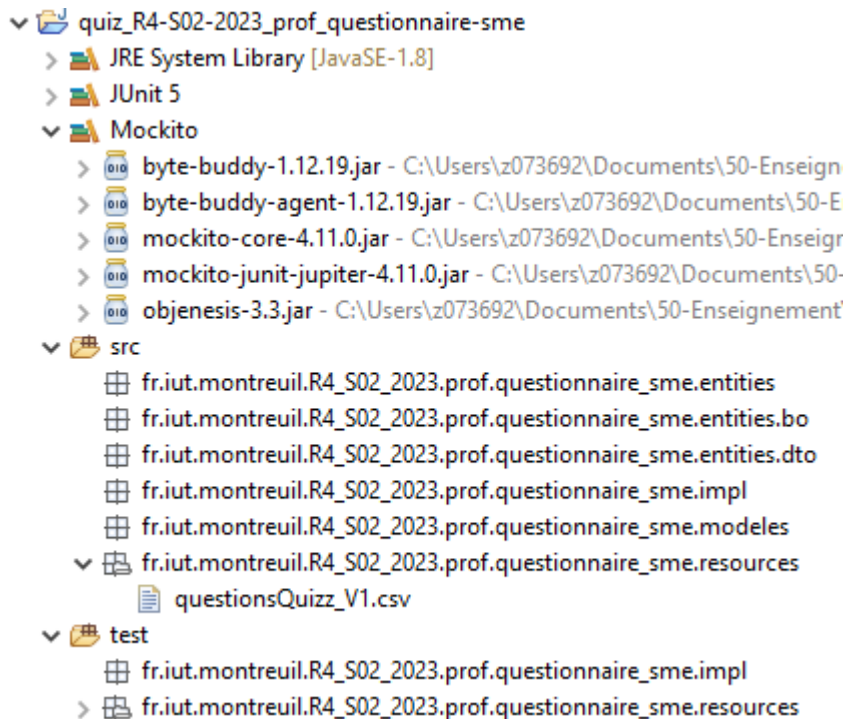 quiz_R4-S02-2023_prof_questionnaire-sme
JRE System Library [JavaSE-1.8]
JUnit 5
Mockito
byte-buddy-1.12.19.jar - C:\Users\z073692\Documents\50-Enseign
byte-buddy-agent-1.12.19.jar - C:\Users\z073692\Documents\50-E
mockito-core-4.11.0.jar - C:\Users\z073692\Documents\50-Enseigr
mockito-junit-jupiter-4.11.0.jar - C:\Users\z073692\Documents\50-
objenesis-3.3.jar - C:\Users\z073692\Documents\50-Enseignement\
src
fr.iut.montreuil.R4_S02_2023.prof.questionnaire_sme.entities
fr.iut.montreuil.R4_S02_2023.prof.questionnaire_sme.entities.bo
fr.iut.montreuil.R4_S02_2023.prof.questionnaire_sme.entities.dto
fr.iut.montreuil.R4_S02_2023.prof.questionnaire_sme.impl
fr.iut.montreuil.R4_S02_2023.prof.questionnaire_sme.modeles
fr.iut.montreuil.R4_S02_2023.prof.questionnaire_sme.resources
questionsQuizz_V1.csv
test
fr.iut.montreuil.R4_S02_2023.prof.questionnaire_sme.impl
fr.iut.montreuil.R4_S02_2023.prof.questionnaire_sme.resources